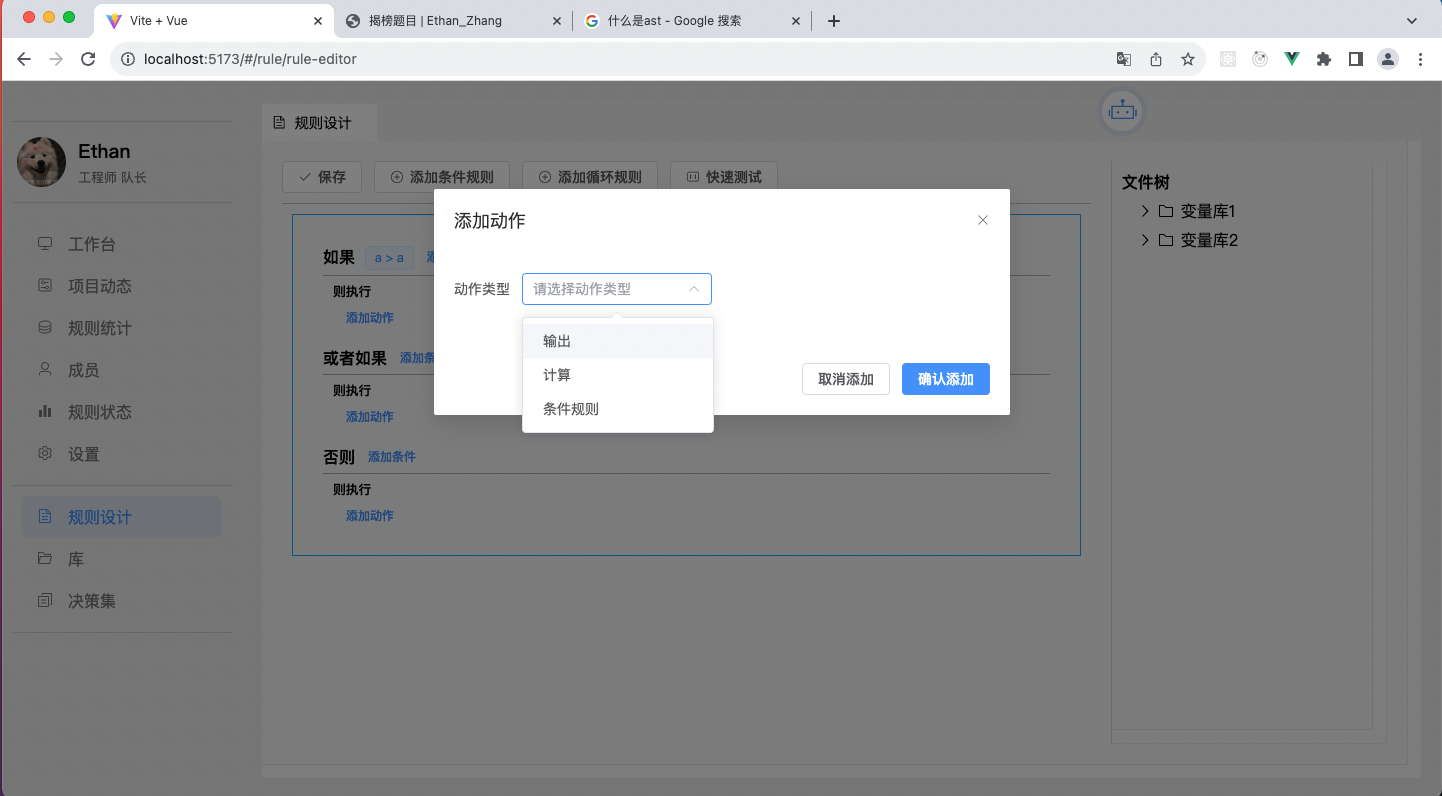 Vite + Vue
揭榜题目 | Ethan_Zhang
什么是ast - Google 搜索
localhost:5173/#/rule/rule-editor
Ethan
工程师 队长
工作台
项目动态
规则统计
成员
规则状态
设置
规则设计
库
决策集
规则设计
保存
添加条件规则
添加循环规则
快速测试
如果
a > a
则执行
添加动作
或者如果
则执行
添加动作
否则
添加条件
则执行
添加动作
添加动作
动作类型
请选择动作类型
输出
计算
条件规则
取消添加
确认添加
文件树
变量库1
变量库2